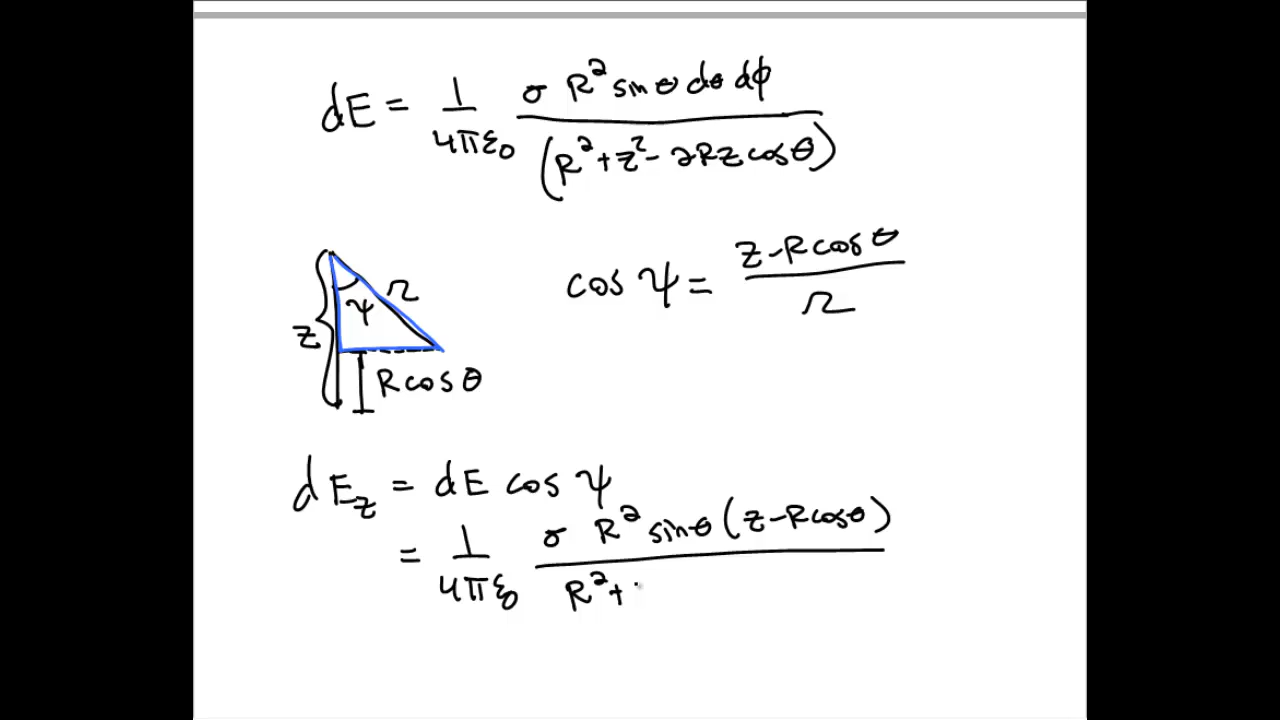 dE = 1/4πε₀ σ R² sinθ dθ dϕ / (R² + z² - 2Rz cosθ)
cos ψ = z - R cosθ / r
ψ r
z
R cos θ
dE_z = dE cos ψ
= 1/4πε₀ σ R² sinθ (z - R cosθ) / R² +